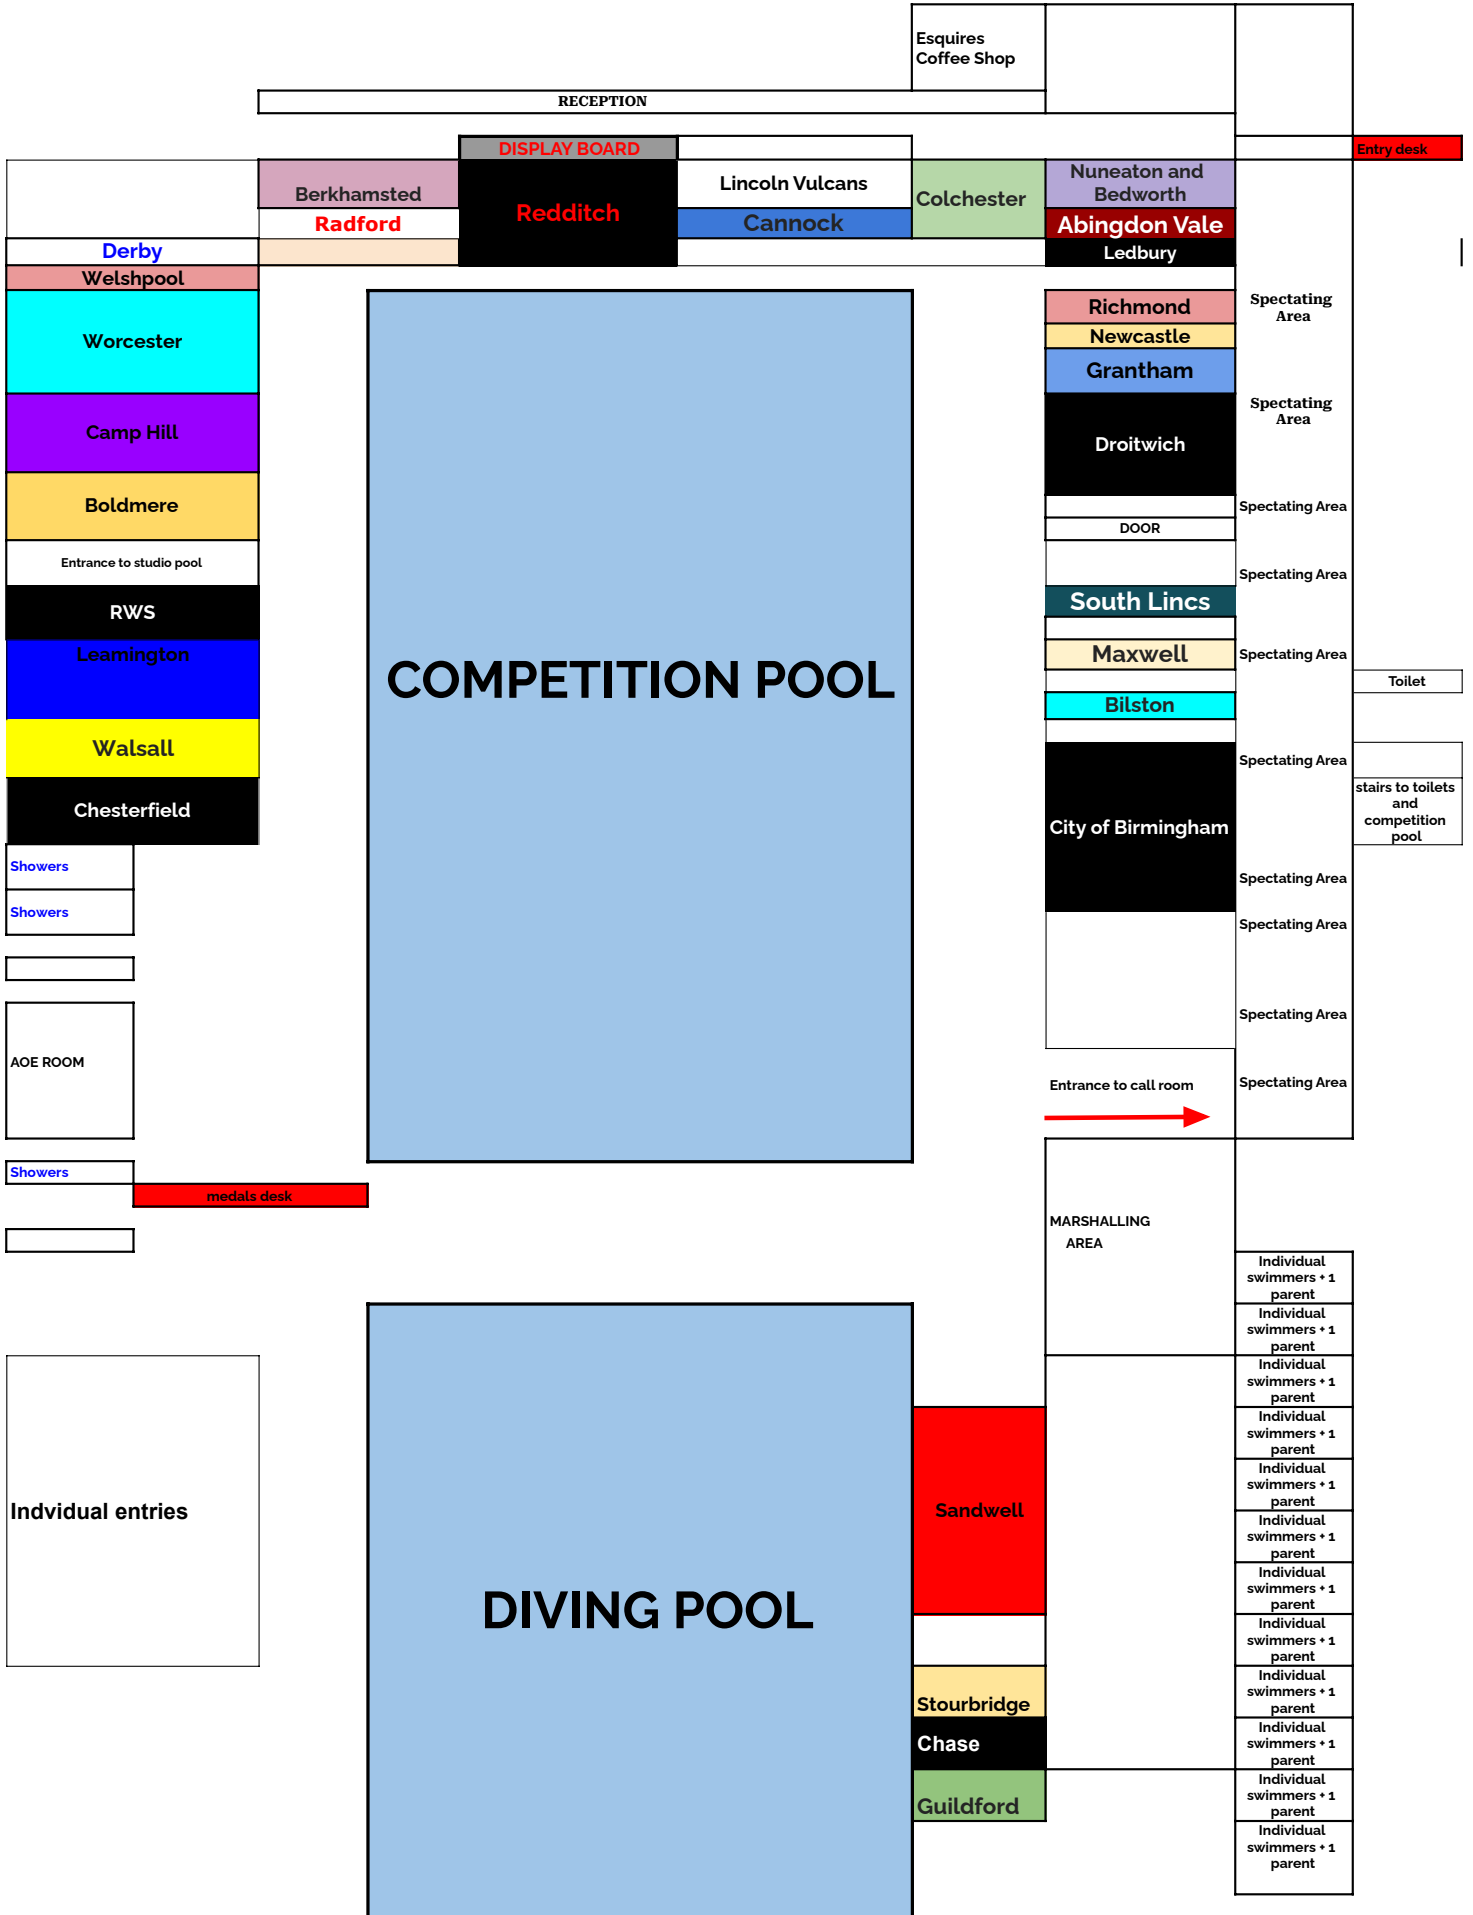 Esquires
Coffee Shop
RECEPTION
DISPLAY BOARD
Entry desk
Berkhamsted
Redditch
Lincoln Vulcans
Colchester
Nuneaton and
Bedworth
Radford
Cannock
Abingdon Vale
Derby
Ledbury
Welshpool
Worcester
Camp Hill
Boldmere
Entrance to studio pool
RWS
Leamington
Walsall
Chesterfield
Showers
Showers
AOE ROOM
Showers
medals desk
COMPETITION POOL
Richmond
Newcastle
Grantham
Droitwich
DOOR
South Lincs
Maxwell
Bilston
City of Birmingham
Entrance to call room
MARSHALLING
AREA
Spectating
Area
Spectating
Area
Spectating Area
Spectating Area
Spectating Area
Spectating Area
Spectating Area
Spectating Area
Spectating Area
Spectating Area
Toilet
stairs to toilets
and
competition
pool
Indvidual entries
DIVING POOL
Sandwell
Stourbridge
Chase
Guildford
Individual
swimmers + 1
parent
Individual
swimmers + 1
parent
Individual
swimmers + 1
parent
Individual
swimmers + 1
parent
Individual
swimmers + 1
parent
Individual
swimmers + 1
parent
Individual
swimmers + 1
parent
Individual
swimmers + 1
parent
Individual
swimmers + 1
parent
Individual
swimmers + 1
parent
Individual
swimmers + 1
parent
Individual
swimmers + 1
parent